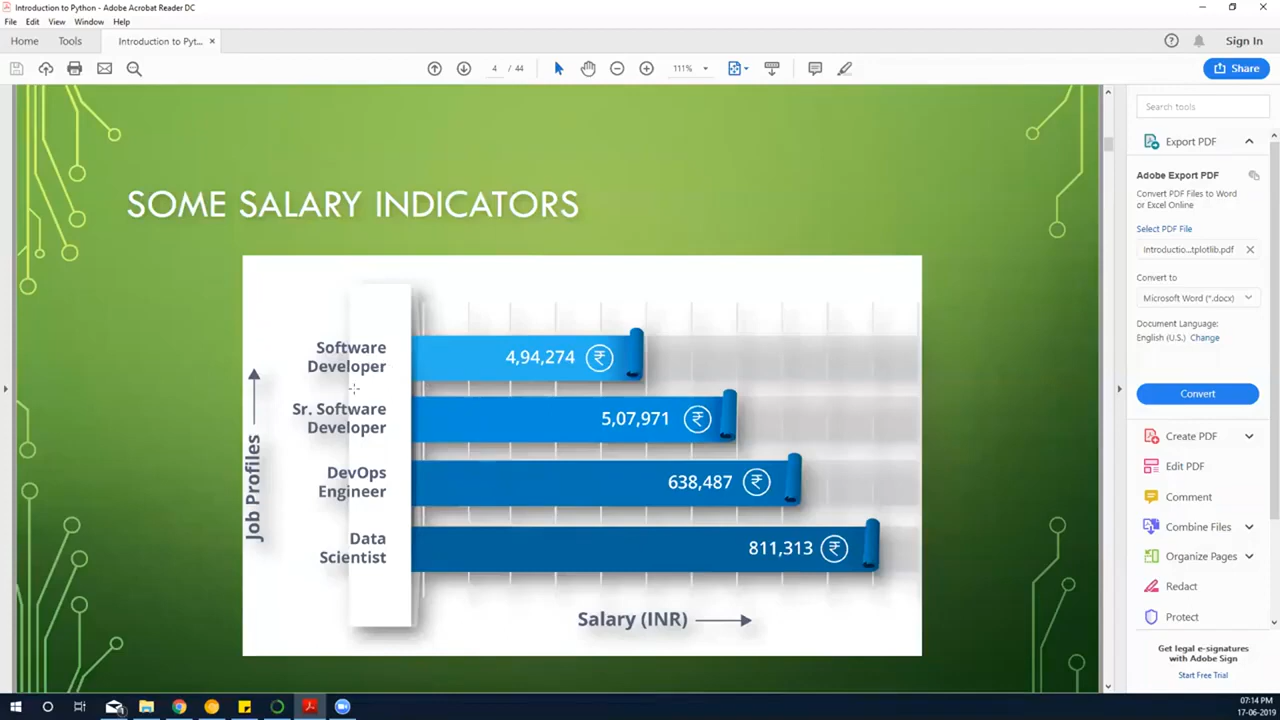 Introduction to Python - Adobe Acrobat Reader DC
File Edit View Window Help
Home Tools Introduction to Pyt... ×
Sign In
4 / 44
111%
Share
SOME SALARY INDICATORS
Job Profiles
Software
Developer
4,94,274 ₹
Sr. Software
Developer
5,07,971 ₹
DevOps
Engineer
638,487 ₹
Data
Scientist
811,313 ₹
Salary (INR)
Search tools
Export PDF
Adobe Export PDF
Convert PDF Files to Word
or Excel Online
Select PDF File
Introductio...tplotlib.pdf
Convert to
Microsoft Word (*.docx)
Document Language:
English (U.S.) Change
Convert
Create PDF
Edit PDF
Comment
Combine Files
Organize Pages
Redact
Protect
Get legal e-signatures
with Adobe Sign
Start Free Trial
07:14 PM
17-06-2019